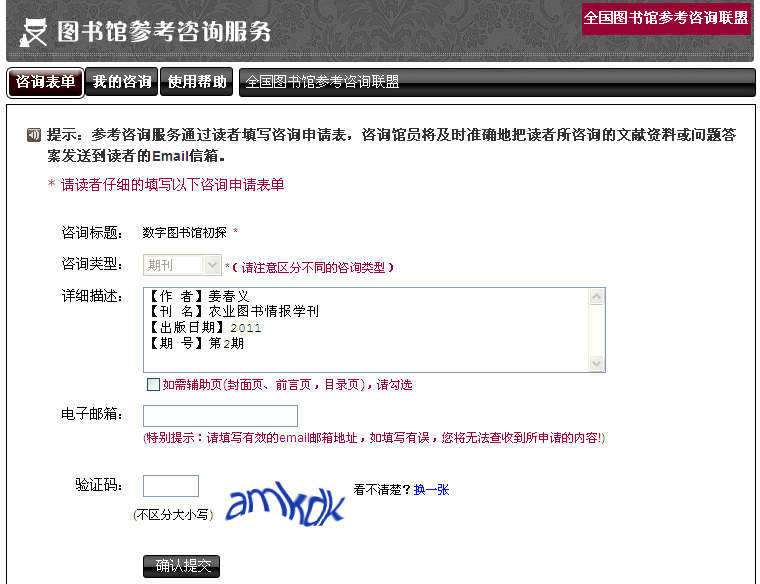 图书馆参考咨询服务
全国图书馆参考咨询联盟
咨询表单 我的咨询 使用帮助 全国图书馆参考咨询联盟
提示：参考咨询服务通过读者填写咨询申请表，咨询馆员将及时准确地把读者所咨询的文献资料或问题答
案发送到读者的Email信箱。
* 请读者仔细的填写以下咨询申请表单
咨询标题： 数字图书馆初探 *
咨询类型： 期刊 *（请注意区分不同的咨询类型）
详细描述： 【作 者】姜春义
【刊 名】农业图书情报学刊
【出版日期】2011
【期 号】第2期
如需辅助页(封面页、前言页，目录页)，请勾选
电子邮箱：
(特别提示：请填写有效的email邮箱地址，如填写有误，您将无法查收到所申请的内容!)
验证码： amkdk 看不清楚？换一张
(不区分大小写)
确认提交